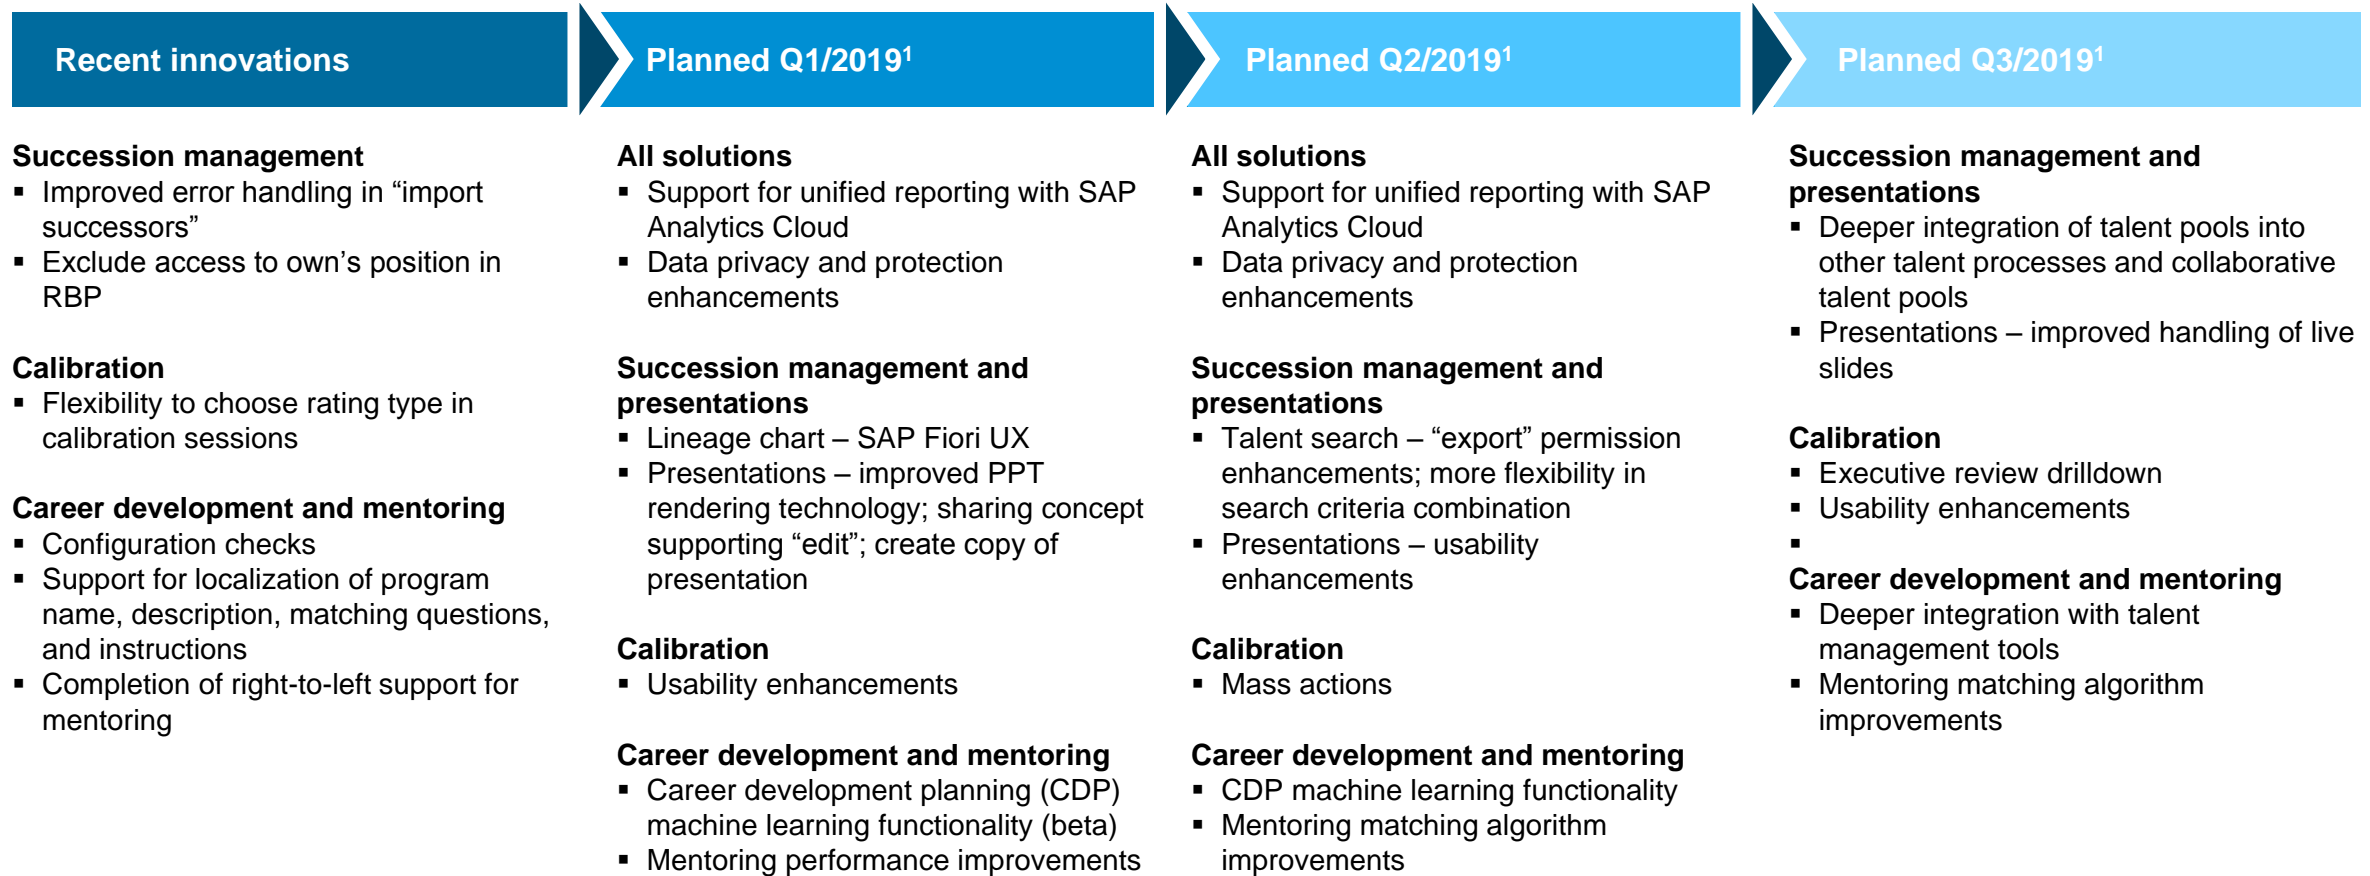 Recent innovations
Planned Q1/2019¹
Planned Q2/2019¹
Planned Q3/2019¹
Succession management
▪ Improved error handling in “import
successors”
▪ Exclude access to own’s position in
RBP
Calibration
▪ Flexibility to choose rating type in
calibration sessions
Career development and mentoring
▪ Configuration checks
▪ Support for localization of program
name, description, matching questions,
and instructions
▪ Completion of right-to-left support for
mentoring
All solutions
▪ Support for unified reporting with SAP
Analytics Cloud
▪ Data privacy and protection
enhancements
Succession management and
presentations
▪ Lineage chart – SAP Fiori UX
▪ Presentations – improved PPT
rendering technology; sharing concept
supporting “edit”; create copy of
presentation
Calibration
▪ Usability enhancements
Career development and mentoring
▪ Career development planning (CDP)
machine learning functionality (beta)
▪ Mentoring performance improvements
All solutions
▪ Support for unified reporting with SAP
Analytics Cloud
▪ Data privacy and protection
enhancements
Succession management and
presentations
▪ Talent search – “export” permission
enhancements; more flexibility in
search criteria combination
▪ Presentations – usability
enhancements
Calibration
▪ Mass actions
Career development and mentoring
▪ CDP machine learning functionality
▪ Mentoring matching algorithm
improvements
Succession management and
presentations
▪ Deeper integration of talent pools into
other talent processes and collaborative
talent pools
▪ Presentations – improved handling of live
slides
Calibration
▪ Executive review drilldown
▪ Usability enhancements
▪
Career development and mentoring
▪ Deeper integration with talent
management tools
▪ Mentoring matching algorithm
improvements